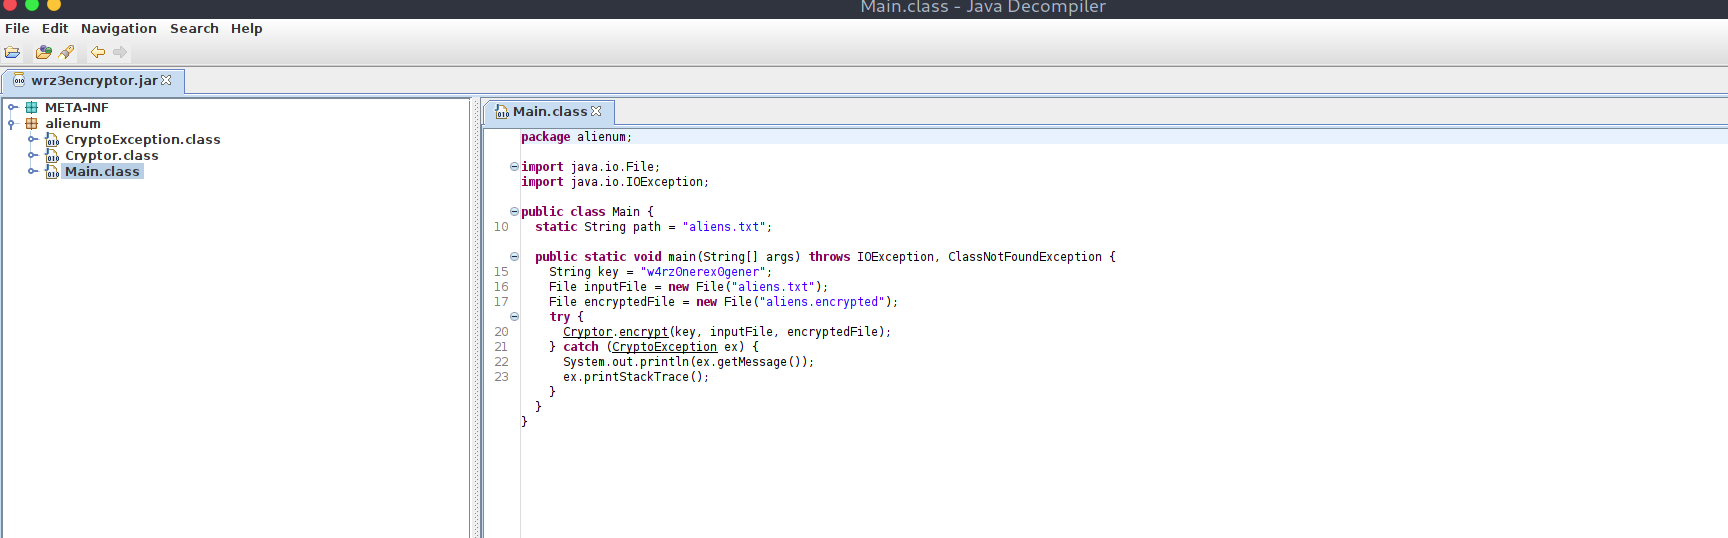 Main.class - Java Decompiler
File Edit Navigation Search Help
wrz3encryptor.jar
META-INF
alienum
CryptoException.class
Cryptor.class
Main.class
Main.class
package alienum;
import java.io.File;
import java.io.IOException;
public class Main {
10 static String path = "aliens.txt";
public static void main(String[] args) throws IOException, ClassNotFoundException {
15 String key = "w4rz0nerex0gener";
16 File inputFile = new File("aliens.txt");
17 File encryptedFile = new File("aliens.encrypted");
try {
20 Cryptor.encrypt(key, inputFile, encryptedFile);
21 } catch (CryptoException ex) {
22 System.out.println(ex.getMessage());
23 ex.printStackTrace();
}
}
}